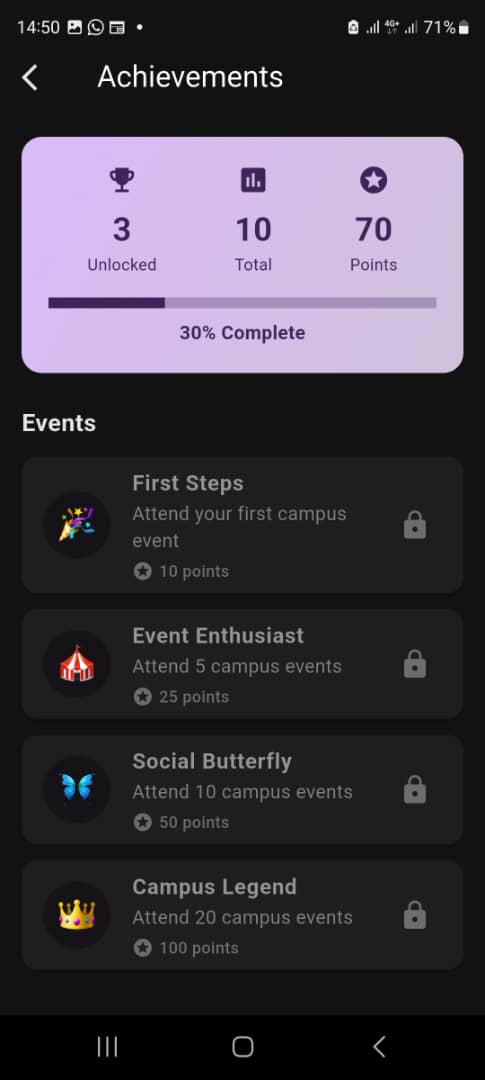 14:50
4G+
71%
Achievements
3
10
70
Unlocked
Total
Points
30% Complete
Events
First Steps
Attend your first campus
event
10 points
Event Enthusiast
Attend 5 campus events
25 points
Social Butterfly
Attend 10 campus events
50 points
Campus Legend
Attend 20 campus events
100 points